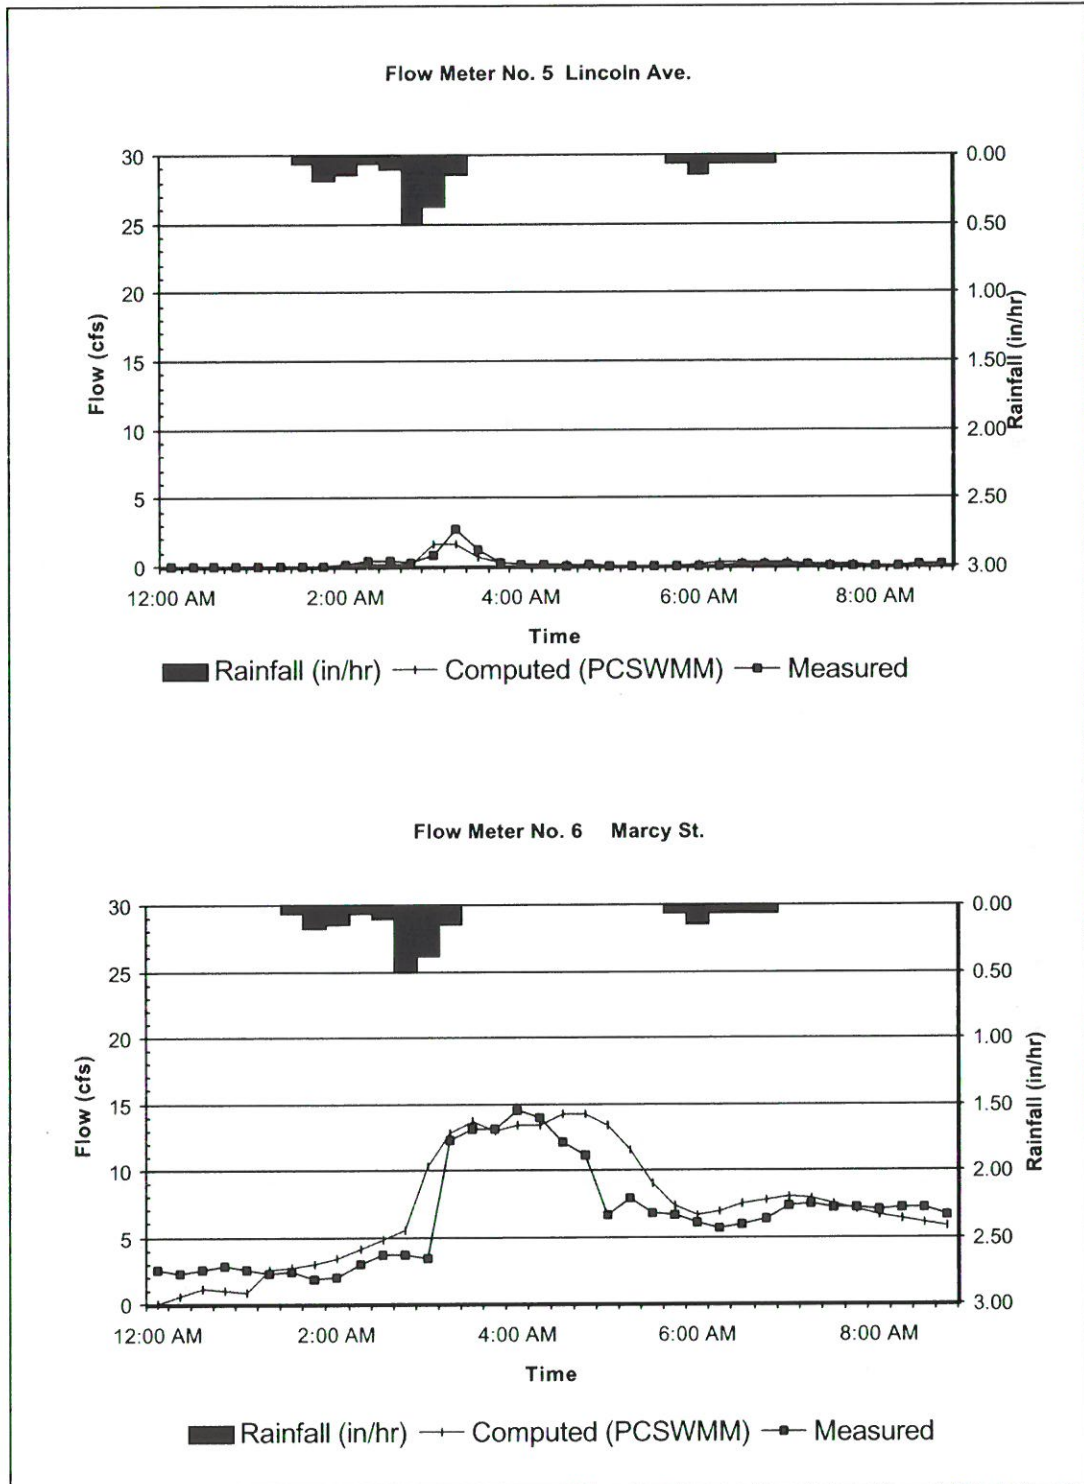 Flow Meter No. 5 Lincoln Ave.
30
25
20
15
10
5
0
Flow (cfs)
0.00
0.50
1.00
1.50
2.00
2.50
3.00
Rainfall (in/hr)
12:00 AM 2:00 AM 4:00 AM 6:00 AM 8:00 AM
Time
Rainfall (in/hr) Computed (PCSWMM) Measured
Flow Meter No. 6 Marcy St.
30
25
20
15
10
5
0
Flow (cfs)
0.00
0.50
1.00
1.50
2.00
2.50
3.00
Rainfall (in/hr)
12:00 AM 2:00 AM 4:00 AM 6:00 AM 8:00 AM
Time
Rainfall (in/hr) Computed (PCSWMM) Measured